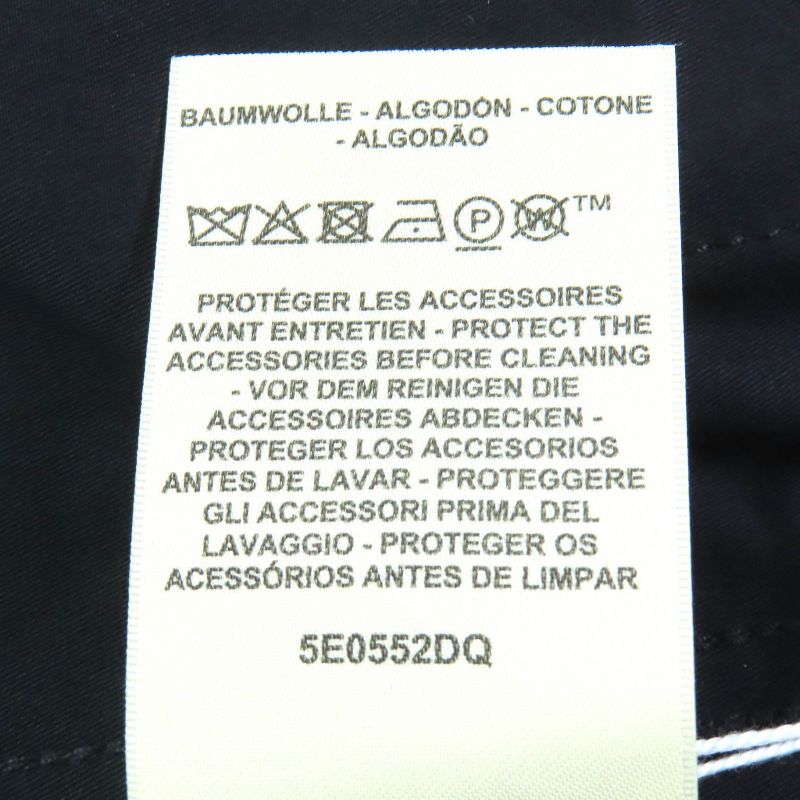 BAUMWOLLE - ALGODÓN - COTONE
- ALGODÃO
P W ™
PROTÉGER LES ACCESSOIRES
AVANT ENTRETIEN - PROTECT THE
ACCESSORIES BEFORE CLEANING
- VOR DEM REINIGEN DIE
ACCESSOIRES ABDECKEN -
PROTEGER LOS ACCESORIOS
ANTES DE LAVAR - PROTEGGERE
GLI ACCESSORI PRIMA DEL
LAVAGGIO - PROTEGER OS
ACESSÓRIOS ANTES DE LIMPAR
5E0552DQ